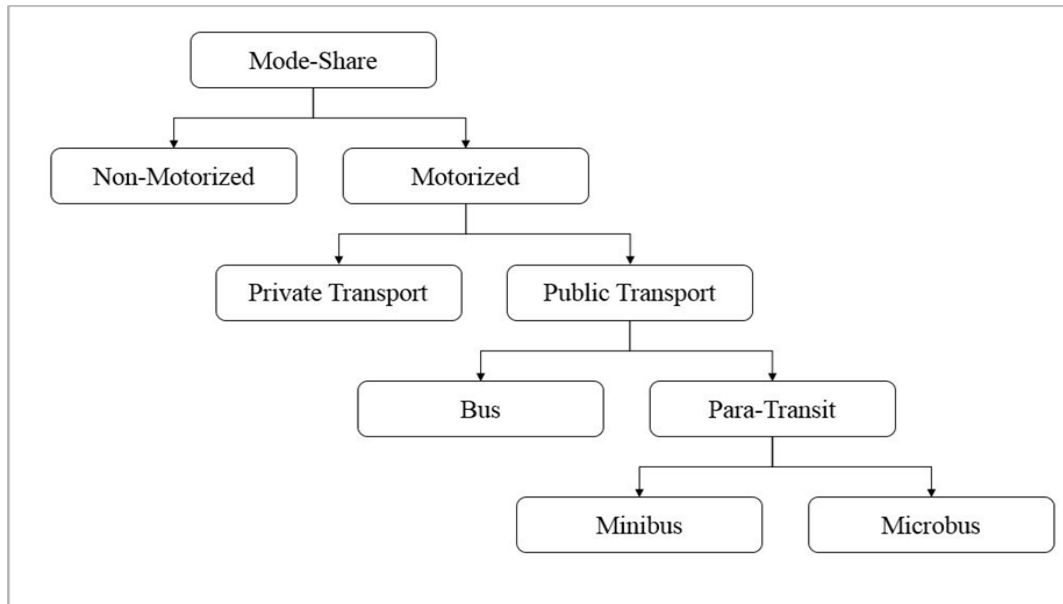 Mode-Share
Non-Motorized
Motorized
Private Transport
Public Transport
Bus
Para-Transit
Minibus
Microbus